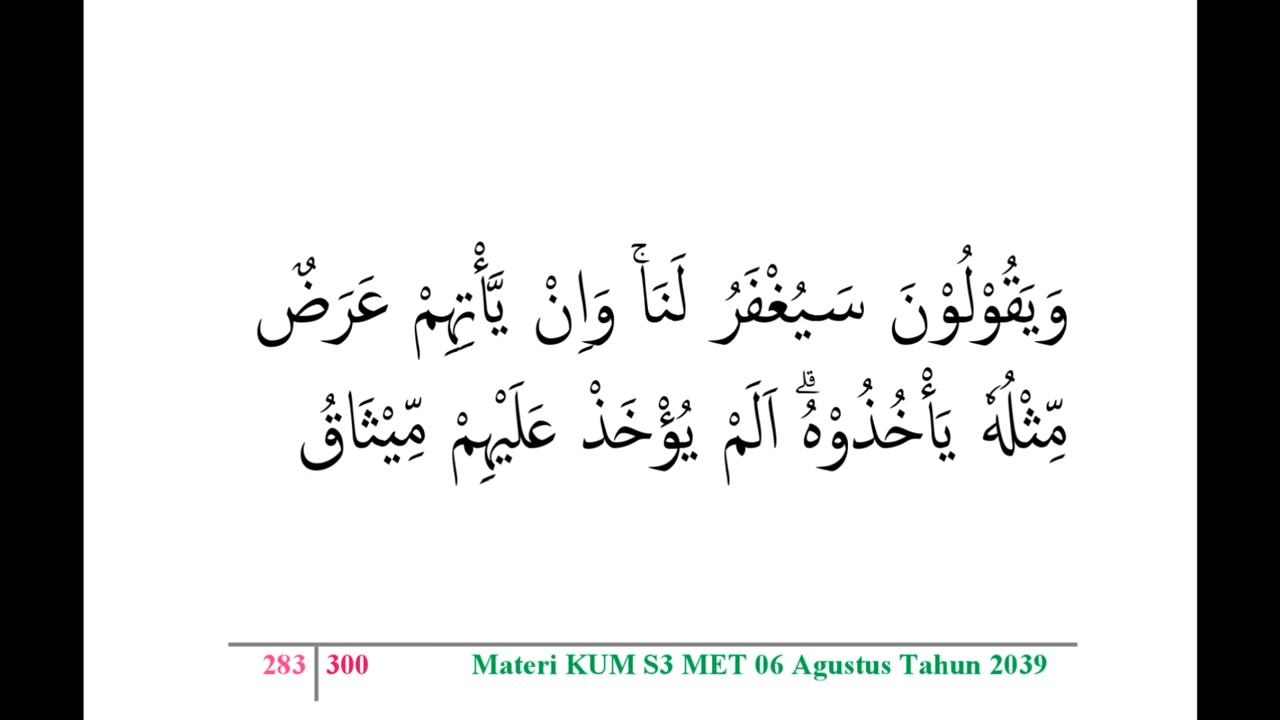 وَيَقُوْلُوْنَ سَيُغْفَرُ لَنَاۚ وَاِنْ يَّأْتِهِمْ عَرَضٌ
مِّثْلُهٗ يَأْخُذُوْهُۗ اَلَمْ يُؤْخَذْ عَلَيْهِمْ مِّيْثَاقُ
283 300 Materi KUM S3 MET 06 Agustus Tahun 2039